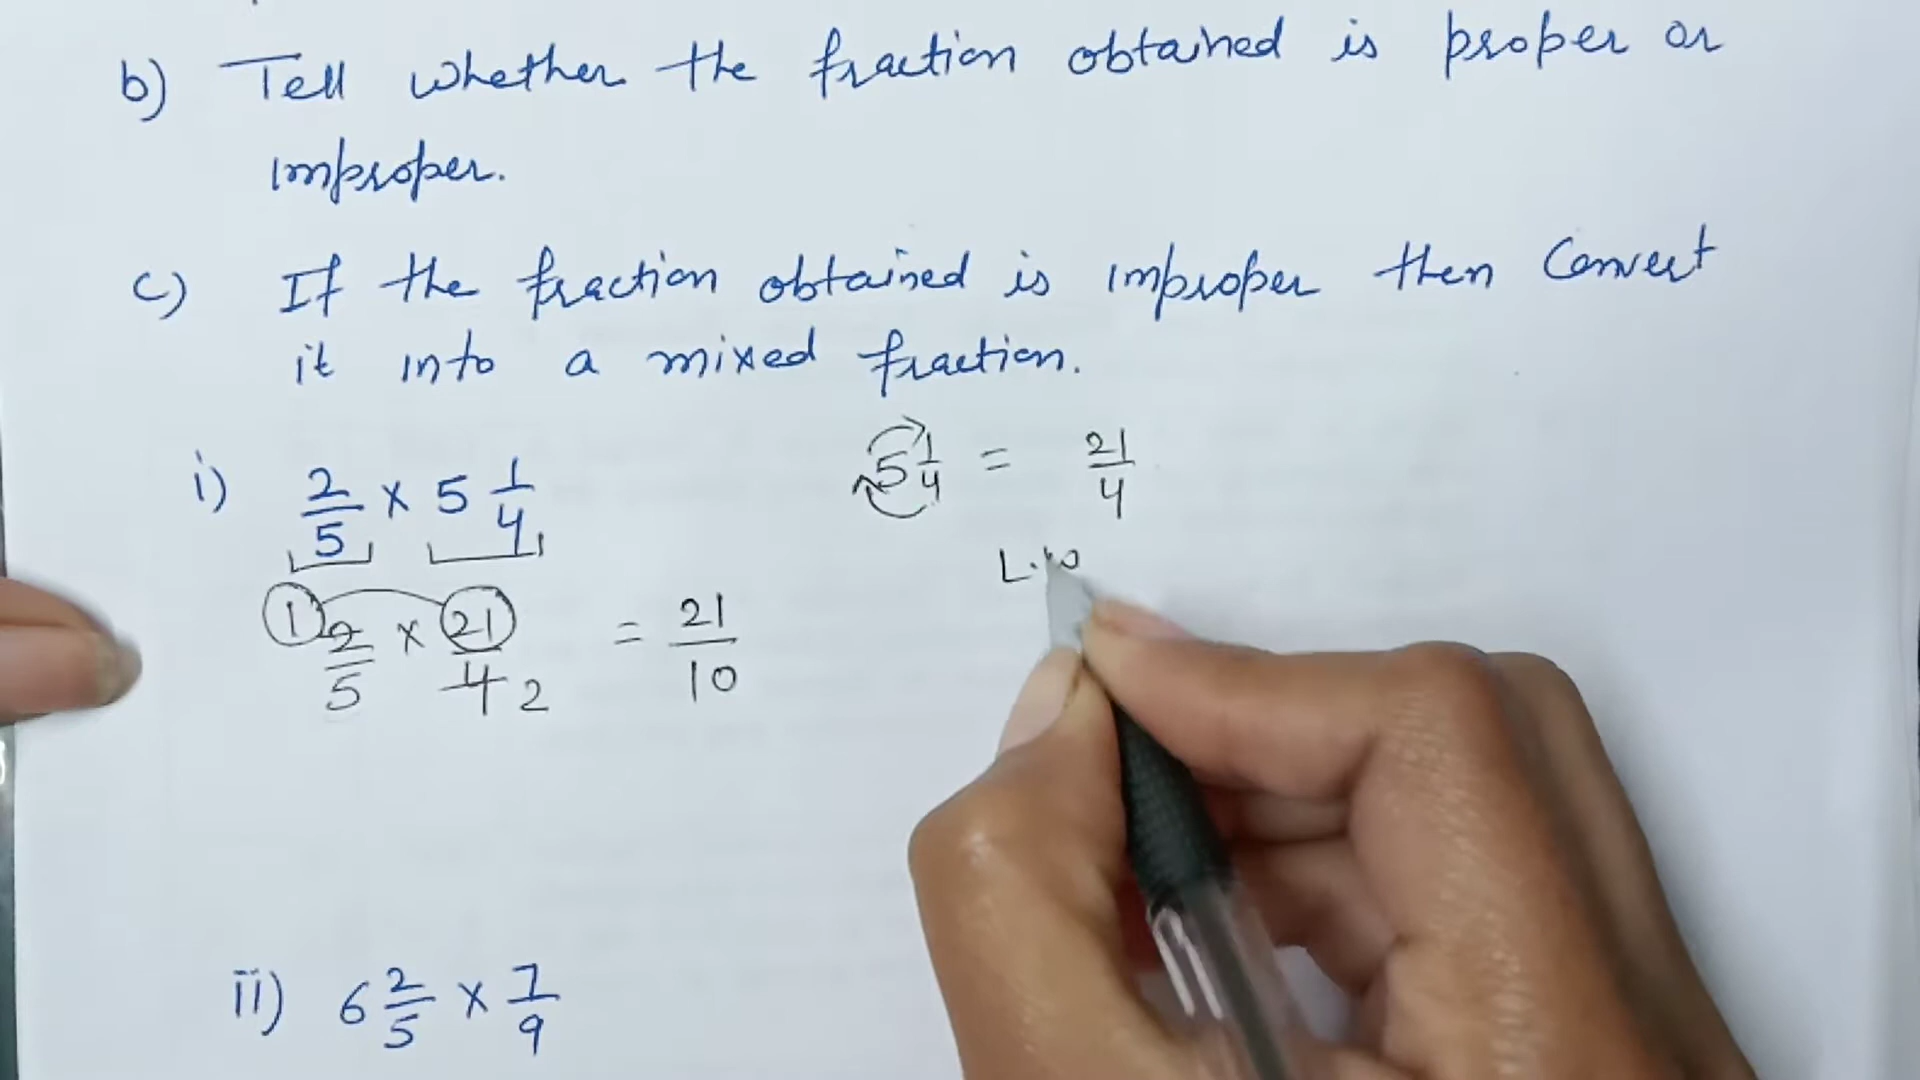 b) Tell whether the fraction obtained is proper or
improper.
c) If the fraction obtained is improper then Convert
it into a mixed fraction.
i) 2/5 × 5 1/4
5 1/4 = 21/4
1 2/5 × 21/4 2 = 21/10
ii) 6 2/5 × 7/9